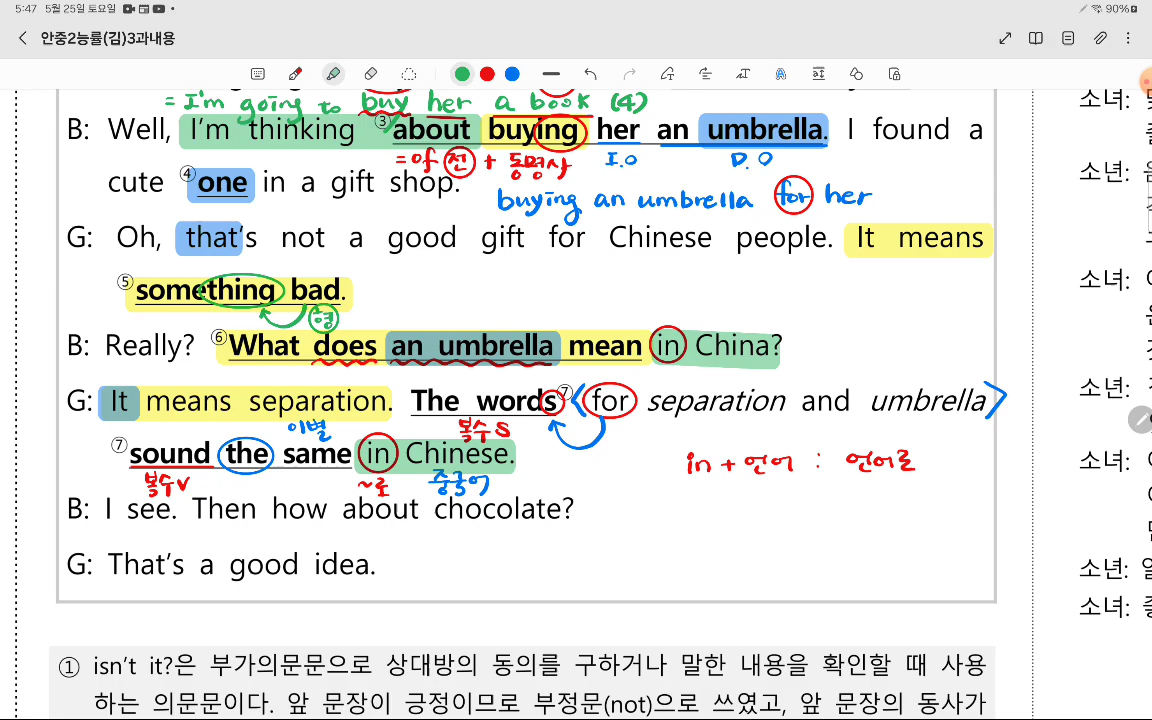 5:47 5월 25일 토요일
90%
안중2능률(김)3과내용
= I'm going to buy her a book (4)
B: Well, I'm thinking ③about buying her an umbrella. I found a
= 야 전 + 동명사 I.O D.O
cute ④one in a gift shop.
buying an umbrella for her
G: Oh, that's not a good gift for Chinese people. It means
⑤something bad.
형
B: Really? ⑥What does an umbrella mean in China?
G: It means separation. The words⑦ for separation and umbrella
이별 복수 S
⑦sound the same in Chinese.
in + 언어 : 언어로
복수 V ~로 중국어
B: I see. Then how about chocolate?
G: That's a good idea.
① isn't it?은 부가의문문으로 상대방의 동의를 구하거나 말한 내용을 확인할 때 사용
하는 의문문이다. 앞 문장이 긍정이므로 부정문(not)으로 쓰였고, 앞 문장의 동사가
소녀:
소년:
소녀:
소년:
소녀:
소년:
소녀: